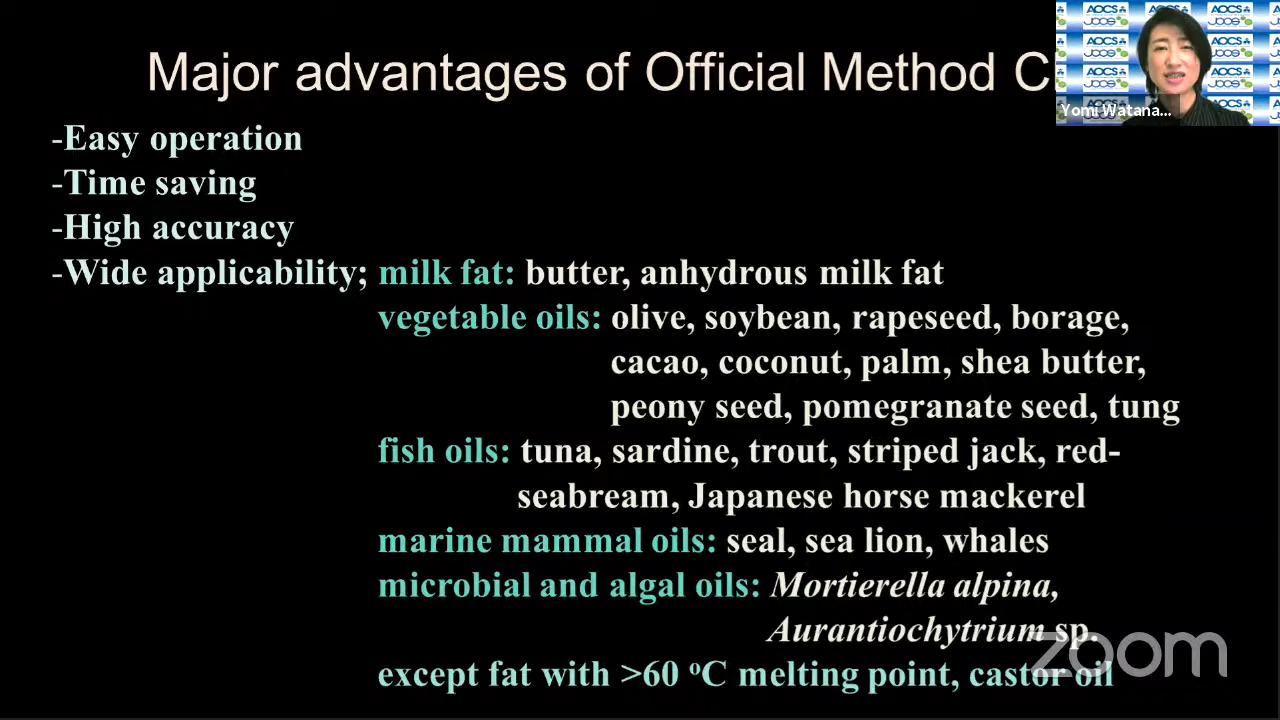 Major advantages of Official Method C
-Easy operation
-Time saving
-High accuracy
-Wide applicability; milk fat: butter, anhydrous milk fat
vegetable oils: olive, soybean, rapeseed, borage,
cacao, coconut, palm, shea butter,
peony seed, pomegranate seed, tung
fish oils: tuna, sardine, trout, striped jack, red-
seabream, Japanese horse mackerel
marine mammal oils: seal, sea lion, whales
microbial and algal oils: Mortierella alpina,
Aurantiochytrium sp.
except fat with >60 °C melting point, castor oil
AOCS
JOCS
Yomi Watana...
zoom